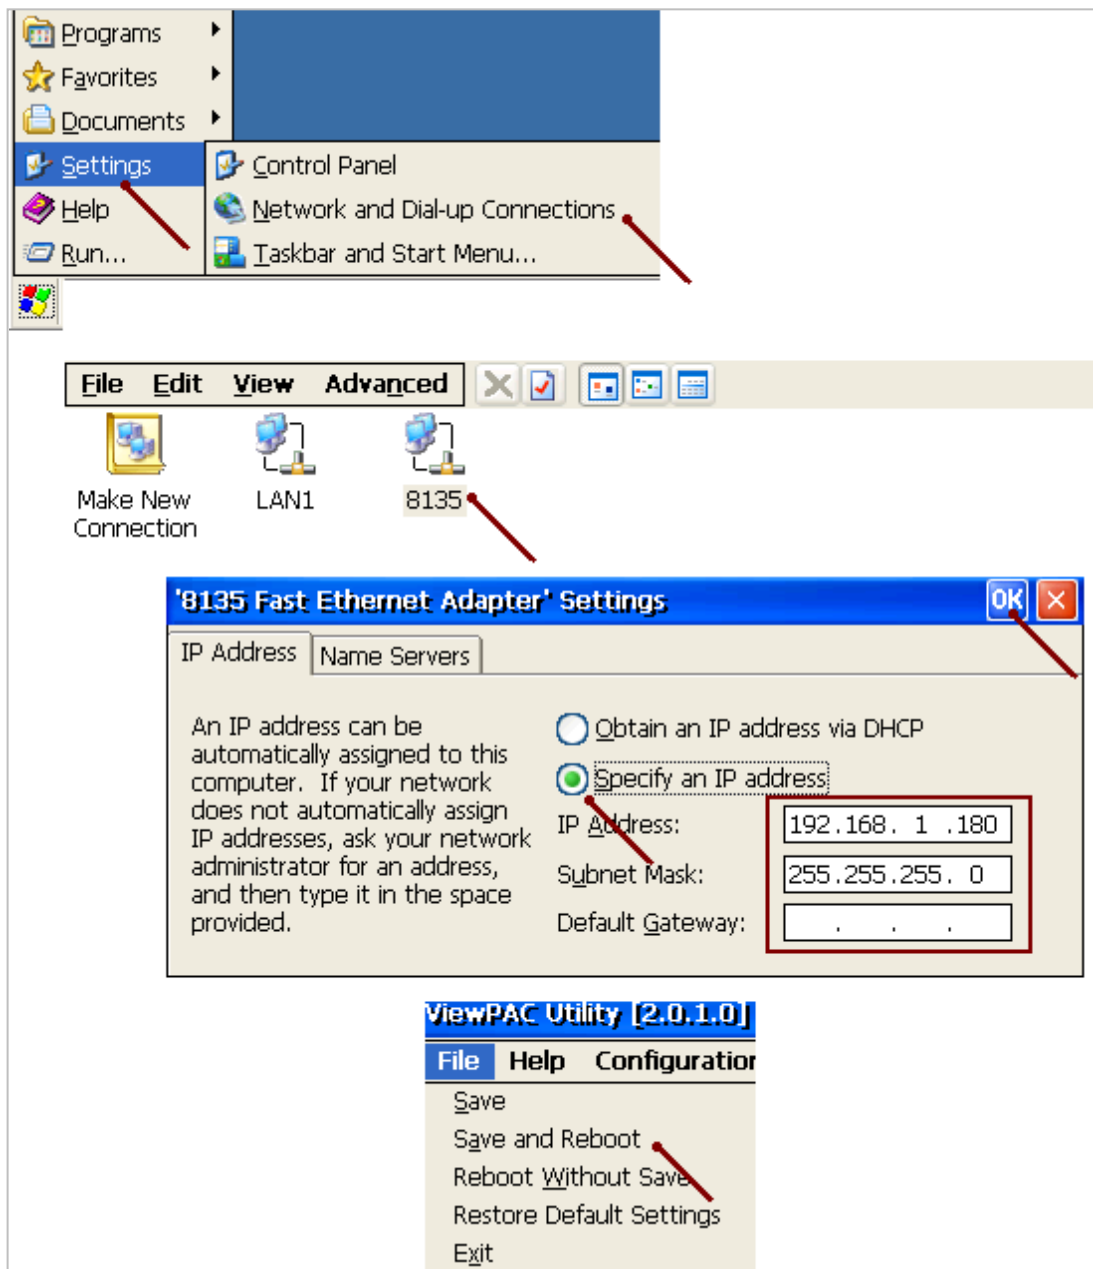 Programs
Favorites
Documents
Settings
Control Panel
Help
Network and Dial-up Connections
Run...
Taskbar and Start Menu...
File Edit View Advanced
Make New
Connection
LAN1
8135
'8135 Fast Ethernet Adapter' Settings
OK
IP Address
Name Servers
An IP address can be
automatically assigned to this
computer. If your network
does not automatically assign
IP addresses, ask your network
administrator for an address,
and then type it in the space
provided.
Obtain an IP address via DHCP
Specify an IP address
IP Address: 192.168. 1 .180
Subnet Mask: 255.255.255. 0
Default Gateway: . . .
ViewPAC Utility [2.0.1.0]
File Help Configuration
Save
Save and Reboot
Reboot Without Save
Restore Default Settings
Exit